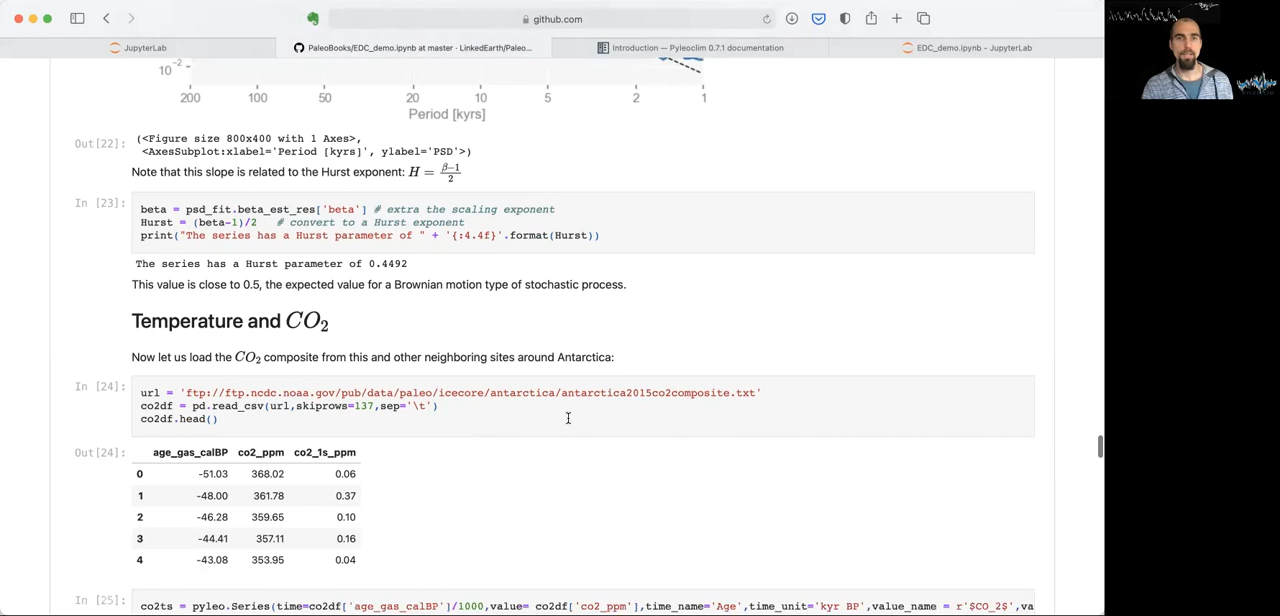 github.com
JupyterLab
PaleoBooks/EDC_demo.ipynb at master · LinkedEarth/Paleo...
Introduction — Pyleoclim 0.7.1 documentation
EDC_demo.ipynb - JupyterLab
10⁻²
200 100 50 20 10 5 2 1
Period [kyrs]
Out[22]: (<Figure size 800x400 with 1 Axes>,
<AxesSubplot:xlabel='Period [kyrs]', ylabel='PSD'>)
Note that this slope is related to the Hurst exponent: H = (β−1)/2
In [23]: beta = psd_fit.beta_est_res['beta'] # extra the scaling exponent
Hurst = (beta-1)/2 # convert to a Hurst exponent
print("The series has a Hurst parameter of " + '{:4.4f}'.format(Hurst))
The series has a Hurst parameter of 0.4492
This value is close to 0.5, the expected value for a Brownian motion type of stochastic process.
Temperature and CO₂
Now let us load the CO₂ composite from this and other neighboring sites around Antarctica:
In [24]: url = 'ftp://ftp.ncdc.noaa.gov/pub/data/paleo/icecore/antarctica/antarctica2015co2composite.txt'
co2df = pd.read_csv(url,skiprows=137,sep='\t')
co2df.head()
Out[24]: age_gas_calBP co2_ppm co2_1s_ppm
0 -51.03 368.02 0.06
1 -48.00 361.78 0.37
2 -46.28 359.65 0.10
3 -44.41 357.11 0.16
4 -43.08 353.95 0.04
In [25]: co2ts = pyleo.Series(time=co2df['age_gas_calBP']/1000,value= co2df['co2_ppm'],time_name='Age',time_unit='kyr BP',value_name = r'$CO_2$',va